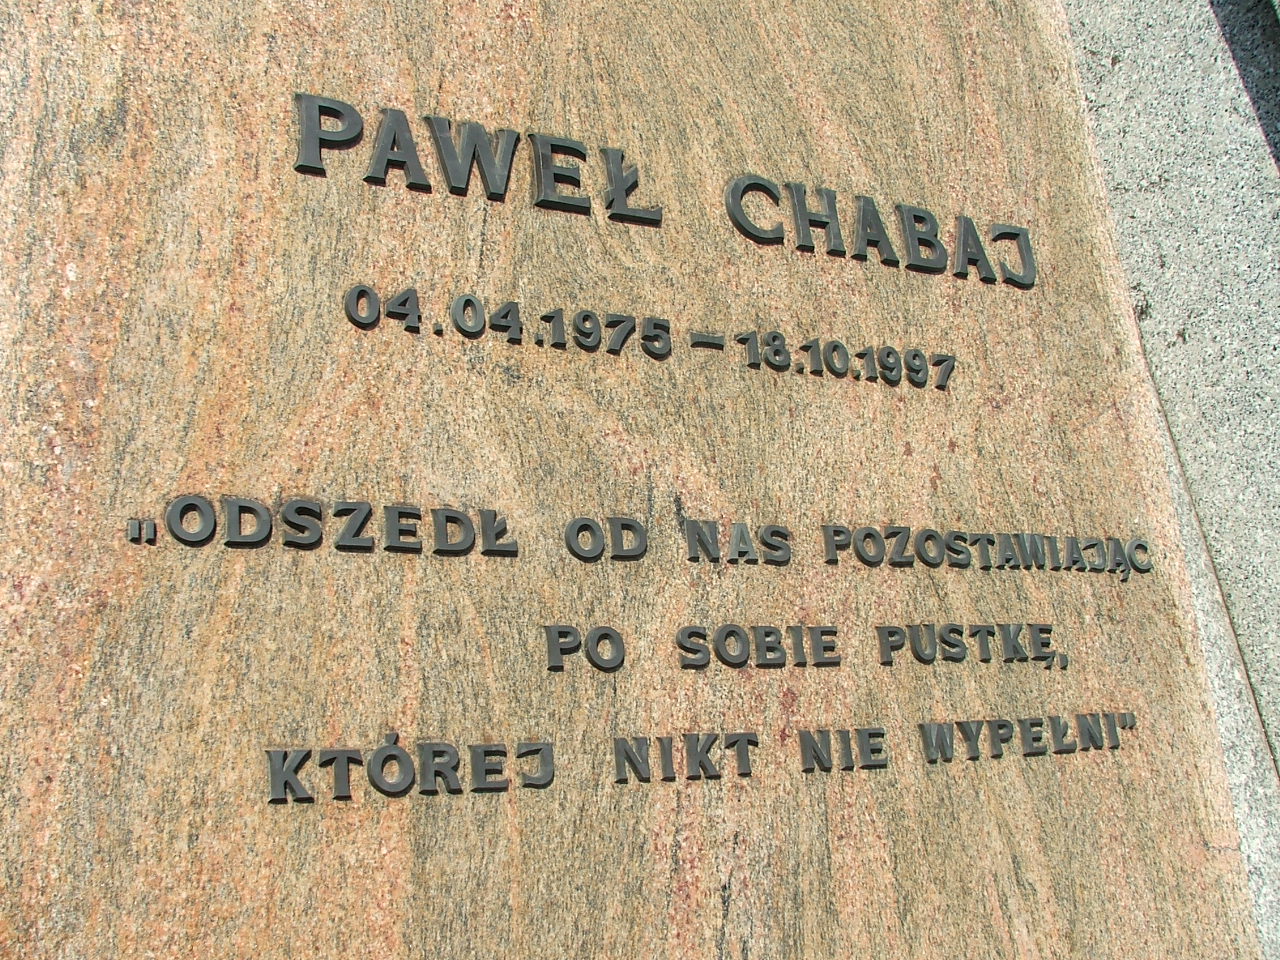 PAWEŁ CHABAJ
04.04.1975 – 18.10.1997
„ODSZEDŁ OD NAS POZOSTAWIAJĄC
PO SOBIE PUSTKĘ,
KTÓREJ NIKT NIE WYPEŁNI"